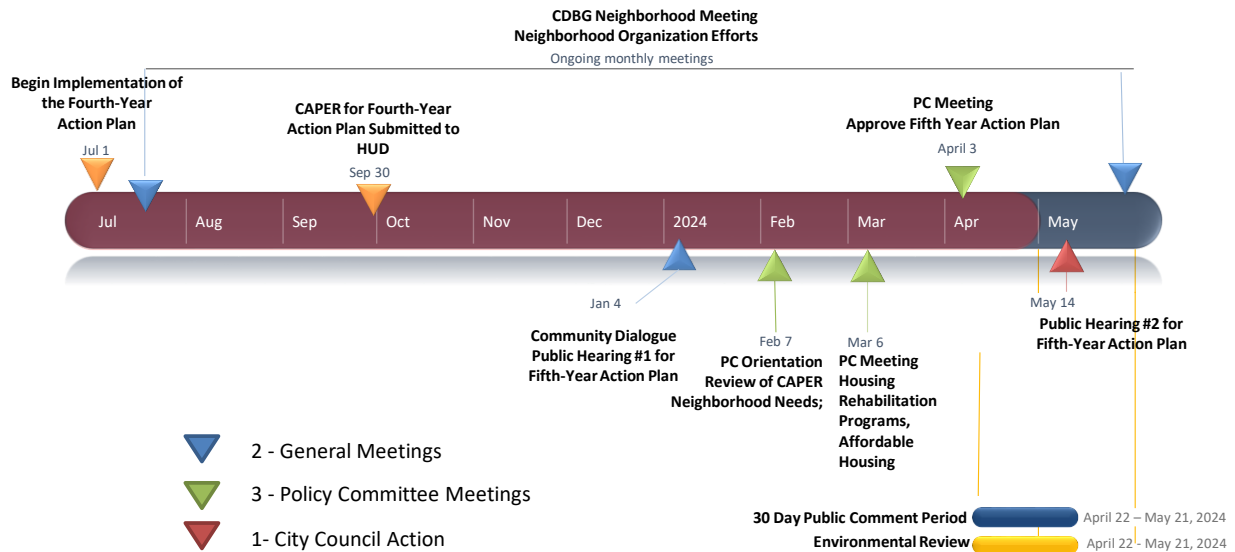 CDBG Neighborhood Meeting
Neighborhood Organization Efforts
Ongoing monthly meetings
Begin Implementation of
the Fourth-Year
Action Plan
Jul 1
CAPER for Fourth-Year
Action Plan Submitted to
HUD
Sep 30
PC Meeting
Approve Fifth Year Action Plan
April 3
Jul
Aug
Sep
Oct
Nov
Dec
2024
Feb
Mar
Apr
May
Jan 4
Community Dialogue
Public Hearing #1 for
Fifth-Year Action Plan
Feb 7
PC Orientation
Review of CAPER
Neighborhood Needs;
Mar 6
PC Meeting
Housing
Rehabilitation
Programs,
Affordable
Housing
May 14
Public Hearing #2 for
Fifth-Year Action Plan
2 - General Meetings
3 - Policy Committee Meetings
1- City Council Action
30 Day Public Comment Period
April 22 – May 21, 2024
Environmental Review
April 22 - May 21, 2024